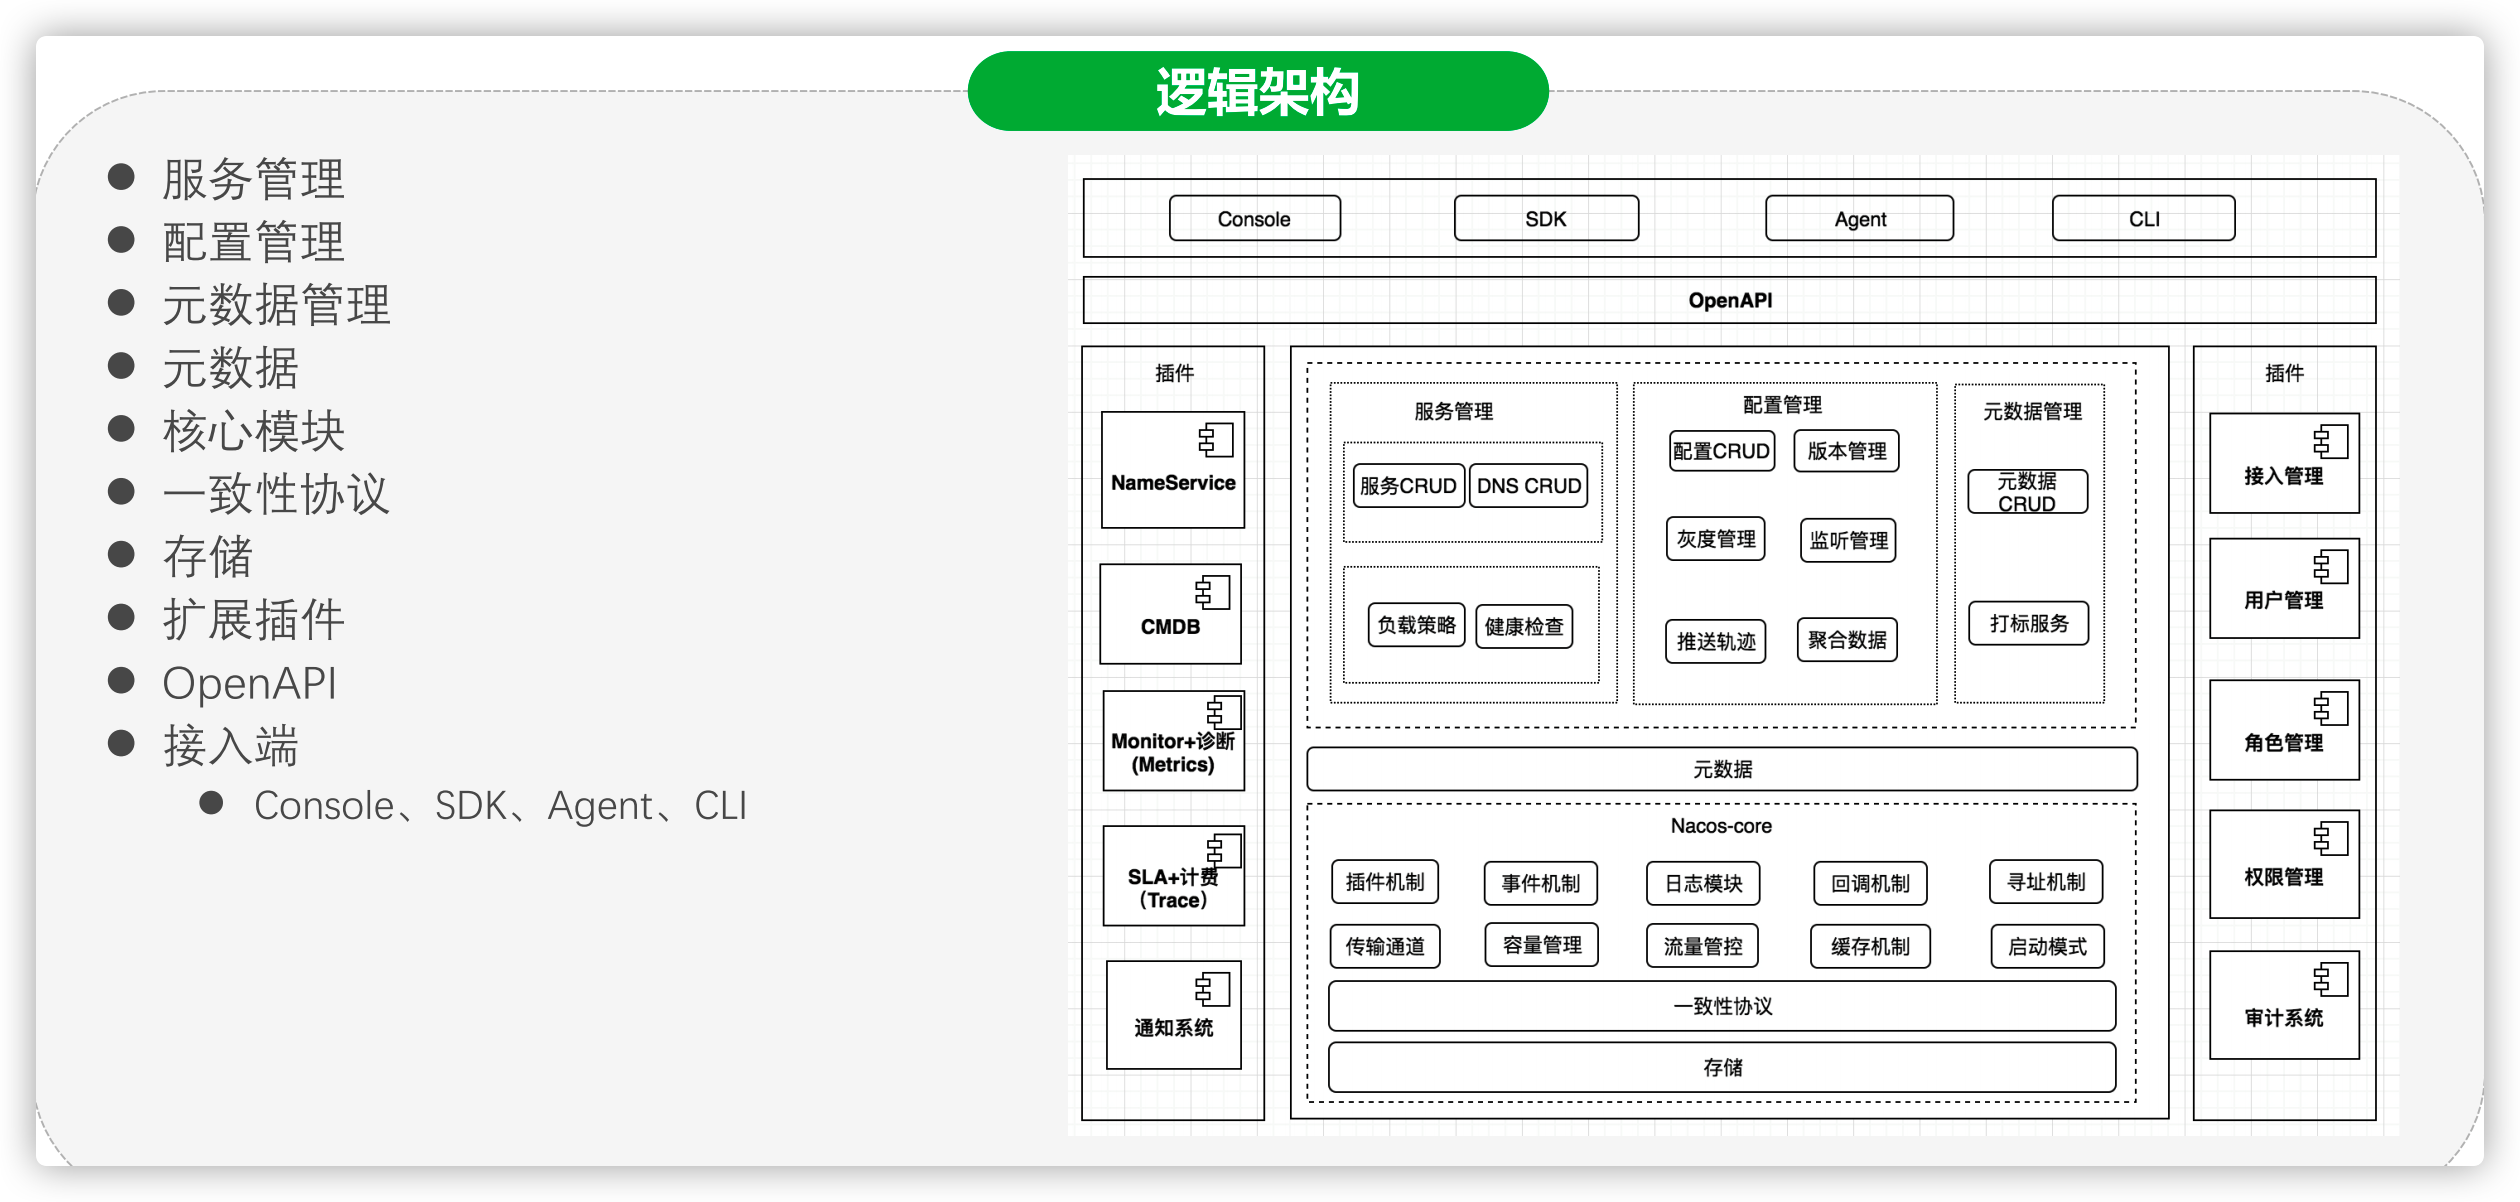 逻辑架构
服务管理
配置管理
元数据管理
元数据
核心模块
一致性协议
存储
扩展插件
OpenAPI
接入端
Console、SDK、Agent、CLI
Console
SDK
Agent
CLI
OpenAPI
插件
NameService
CMDB
Monitor+诊断
(Metrics)
SLA+计费
（Trace）
通知系统
服务管理
服务CRUD
DNS CRUD
负载策略
健康检查
配置管理
配置CRUD
版本管理
灰度管理
监听管理
推送轨迹
聚合数据
元数据管理
元数据
CRUD
打标服务
元数据
Nacos-core
插件机制
事件机制
日志模块
回调机制
寻址机制
传输通道
容量管理
流量管控
缓存机制
启动模式
一致性协议
存储
插件
接入管理
用户管理
角色管理
权限管理
审计系统